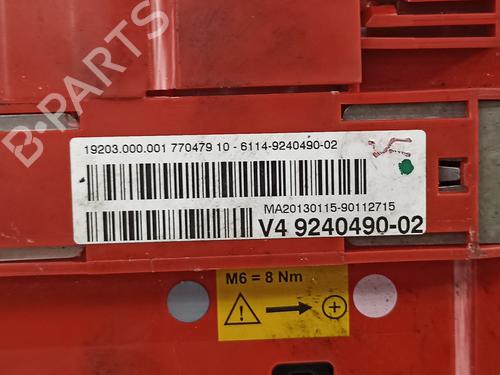 B-PARTS
19203.000.001 770479 10 - 6114-9240490-02
MA20130115-90112715
V4 9240490-02
M6 = 8 Nm